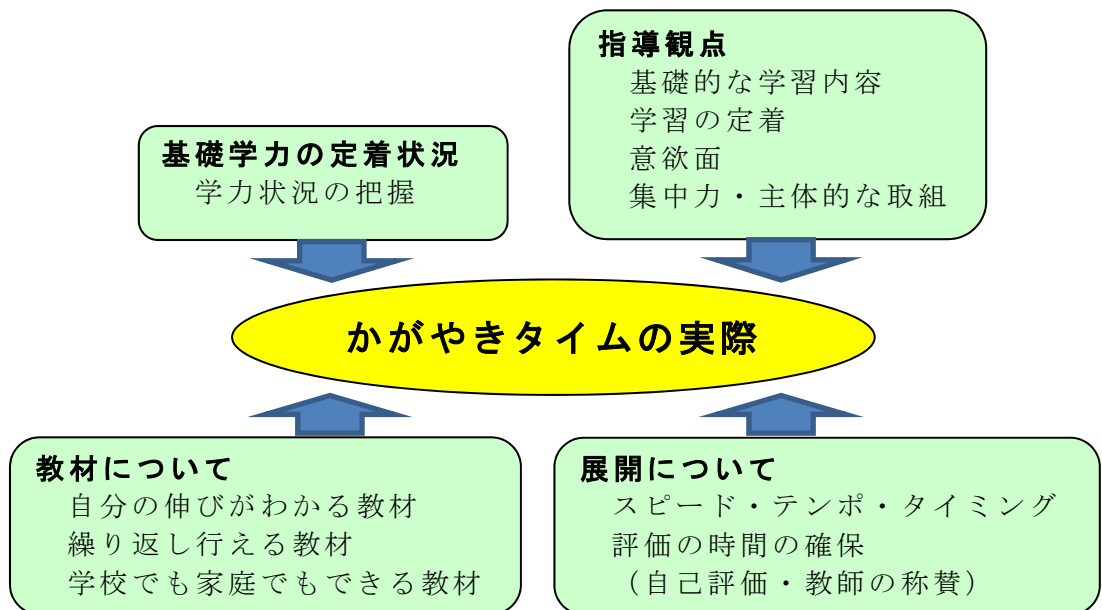 指導観点
基礎的な学習内容
学習の定着
意欲面
集中力・主体的な取組
基礎学力の定着状況
学力状況の把握
かがやきタイムの実際
教材について
自分の伸びがわかる教材
繰り返し行える教材
学校でも家庭でもできる教材
展開について
スピード・テンポ・タイミング
評価の時間の確保
（自己評価・教師の称賛）